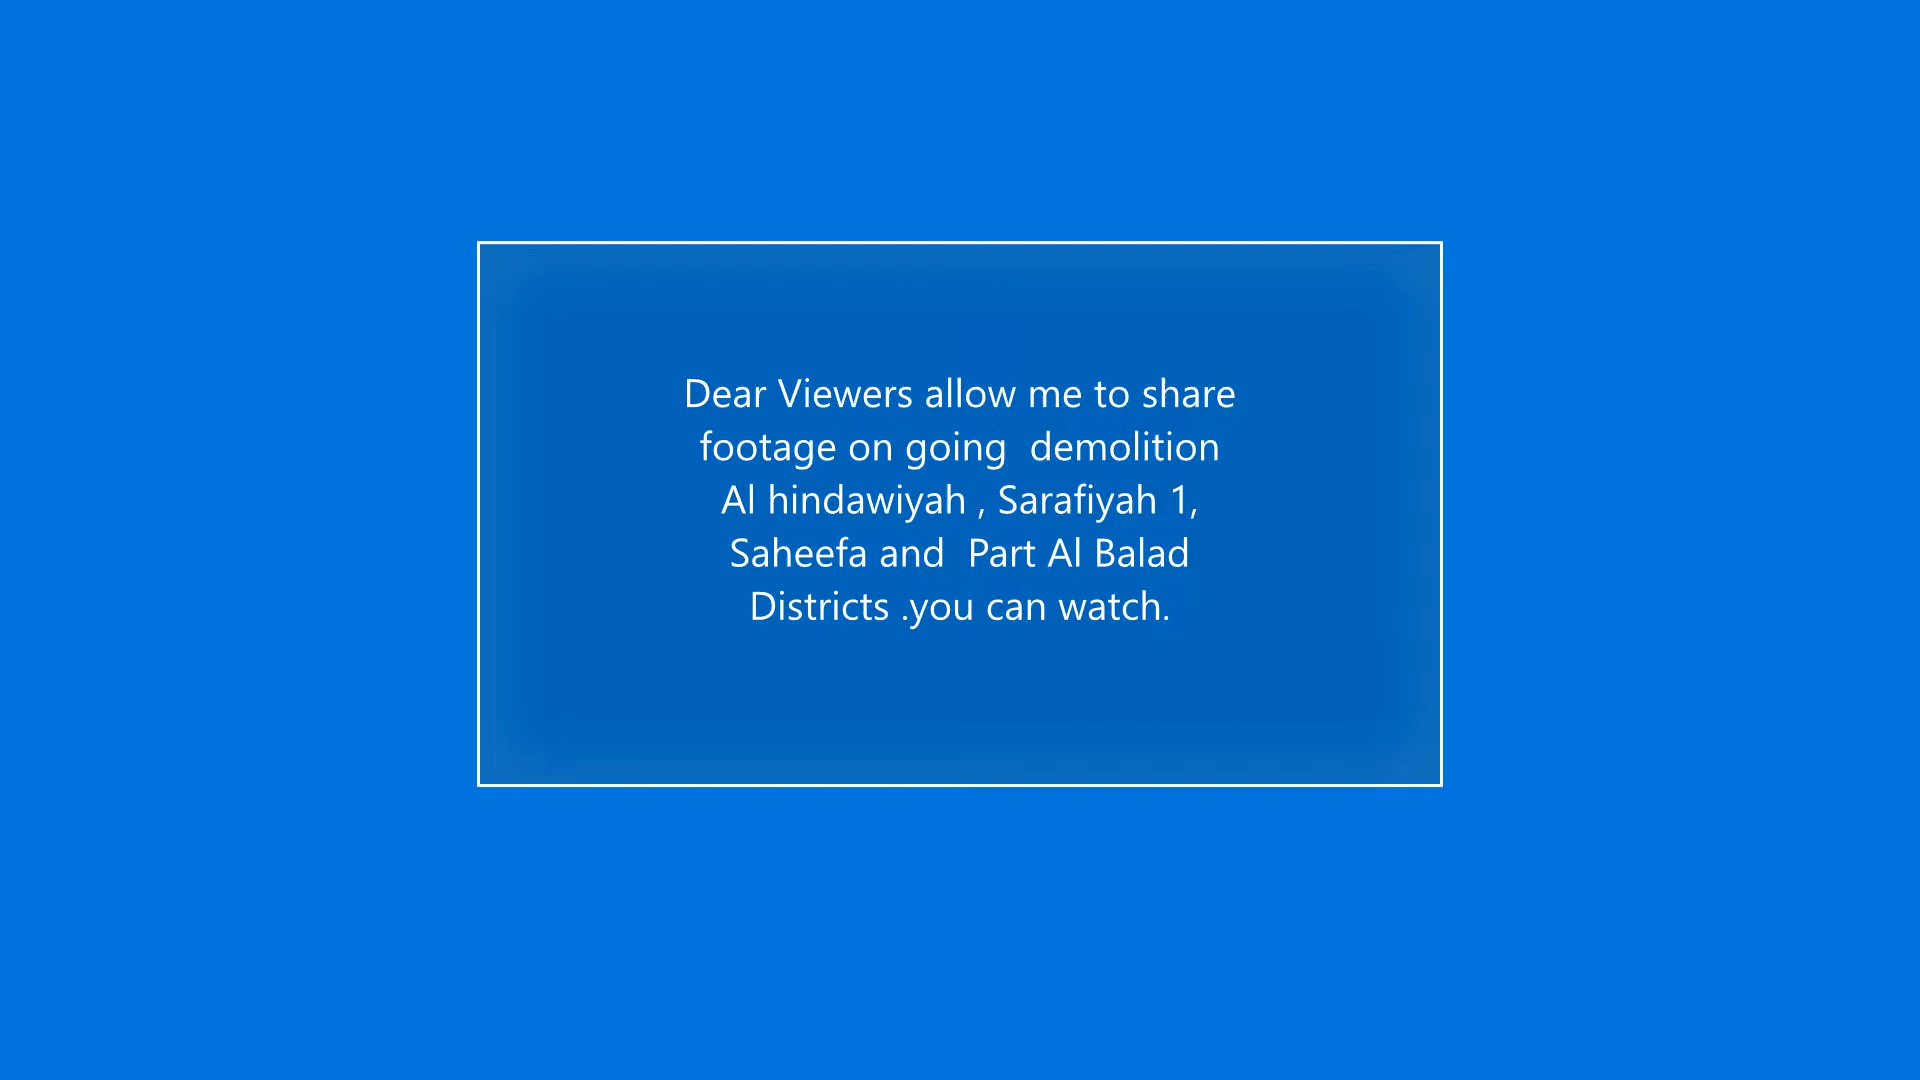 Dear Viewers allow me to share
footage on going  demolition
Al hindawiyah , Sarafiyah 1,
Saheefa and  Part Al Balad
Districts .you can watch.